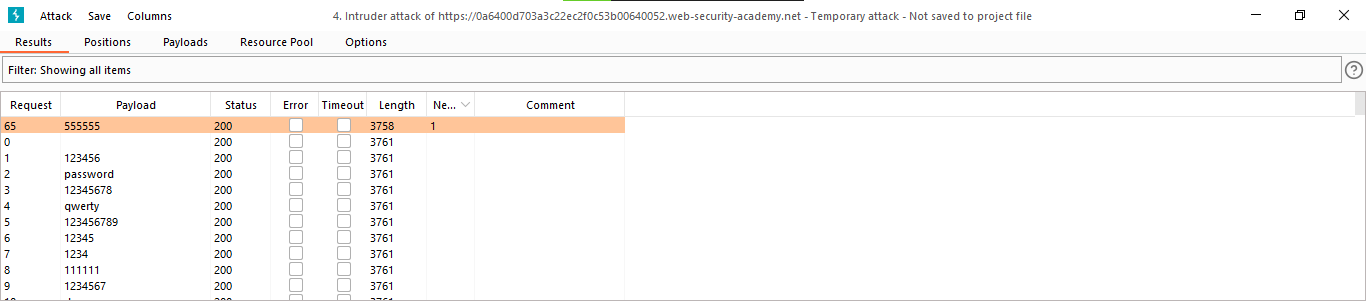 Attack Save Columns 4. Intruder attack of https://0a6400d703a3c22ec2f0c53b00640052.web-security-academy.net - Temporary attack - Not saved to project file
Results Positions Payloads Resource Pool Options
Filter: Showing all items
Request Payload Status Error Timeout Length Ne... Comment
65 555555 200 3758 1
0 200 3761
1 123456 200 3761
2 password 200 3761
3 12345678 200 3761
4 qwerty 200 3761
5 123456789 200 3761
6 12345 200 3761
7 1234 200 3761
8 111111 200 3761
9 1234567 200 3761